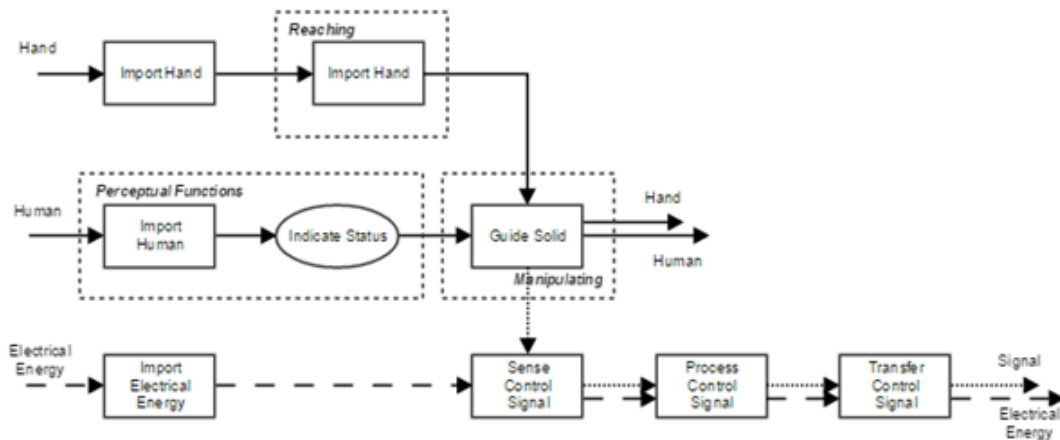 Reaching
Hand
Import Hand
Import Hand
Perceptual Functions
Human
Import
Human
Indicate Status
Guide Solid
Hand
Human
Manipulating
Electrical
Energy
Import
Electrical
Energy
Sense
Control
Signal
Process
Control
Signal
Transfer
Control
Signal
Signal
Electrical
Energy